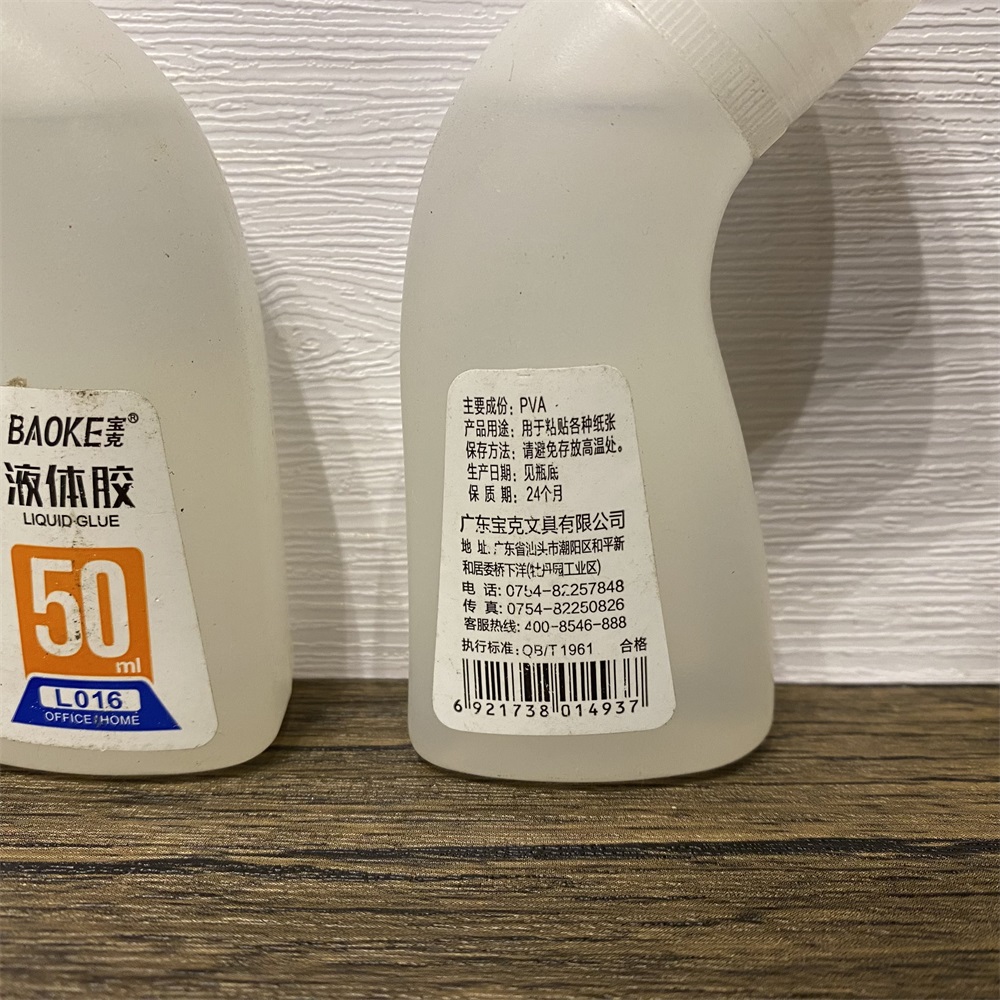 BAOKE宝克®
液体胶
LIQUID GLUE
50
ml
L016
OFFICE/HOME
主要成份：PVA
产品用途：用于粘贴各种纸张
保存方法：请避免存放高温处。
生产日期：见瓶底
保 质 期：24个月
广东宝克文具有限公司
地 址：广东省汕头市潮阳区和平新
和居委桥下洋(牡丹园工业区)
电 话：0754-82257848
传 真：0754-82250826
客服热线：400-8546-888
执行标准：QB/T 1961 合格
6 921738 014937